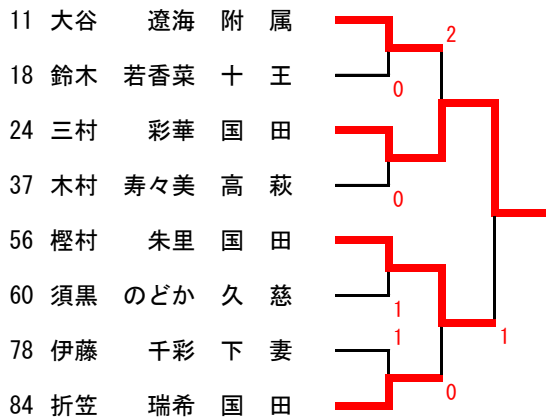 11 大谷 遼海 附 属
2
18 鈴木 若香菜 十 王
0
24 三村 彩華 国 田
37 木村 寿々美 高 萩
0
56 樫村 朱里 国 田
60 須黒 のどか 久 慈
1
1
1
78 伊藤 千彩 下 妻
0
84 折笠 瑞希 国 田